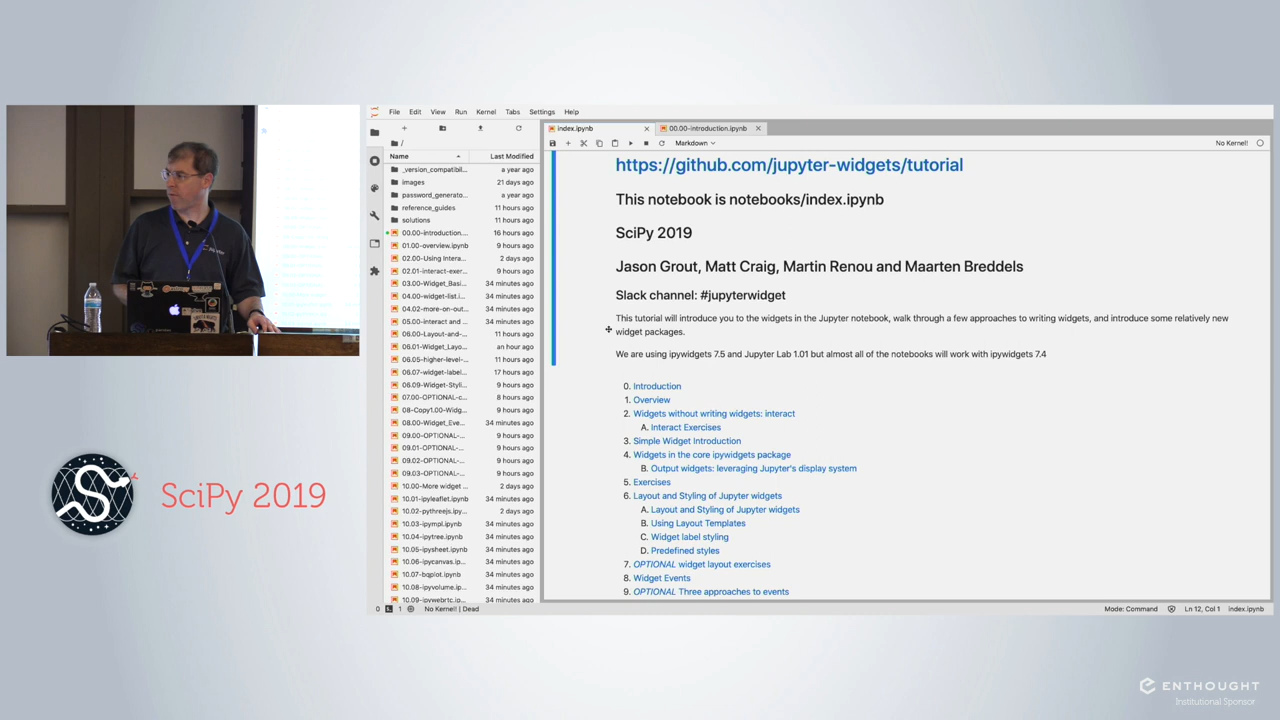 File Edit View Run Kernel Tabs Settings Help
/
Name Last Modified
_version_compatibil... a year ago
images 21 days ago
password_generato... a year ago
reference_guides 11 hours ago
solutions 11 hours ago
00.00-introduction.... 16 hours ago
01.00-overview.ipynb 9 hours ago
02.00-Using Intera... 2 days ago
02.01-interact-exer... 9 hours ago
03.00-Widget_Basi... 34 minutes ago
04.00-widget-list.i... 34 minutes ago
04.02-more-on-out... 34 minutes ago
05.00-interact and ... 34 minutes ago
06.00-Layout-and-... 11 hours ago
06.01-Widget_Layo... an hour ago
06.05-higher-level-... 11 hours ago
06.07-widget-label... 17 hours ago
06.09-Widget-Styli... 9 hours ago
07.00-OPTIONAL-c... 8 hours ago
08-Copy1.00-Widg... 9 hours ago
08.00-Widget_Eve... 34 minutes ago
09.00-OPTIONAL-... 9 hours ago
09.01-OPTIONAL-... 9 hours ago
09.02-OPTIONAL-... 9 hours ago
09.03-OPTIONAL-... 9 hours ago
10.00-More widget ... 2 days ago
10.01-ipyleaflet.ipynb 34 minutes ago
10.02-pythreejs.ipy... 2 days ago
10.03-ipympl.ipynb 34 minutes ago
10.04-ipytree.ipynb 34 minutes ago
10.05-ipysheet.ipynb 34 minutes ago
10.06-ipycanvas.ip... 34 minutes ago
10.07-bqplot.ipynb 34 minutes ago
10.08-ipyvolume.ip... 34 minutes ago
10.09-ipywebrtc.ip... 34 minutes ago
index.ipynb 00.00-introduction.ipynb
Markdown No Kernel!
https://github.com/jupyter-widgets/tutorial
This notebook is notebooks/index.ipynb
SciPy 2019
Jason Grout, Matt Craig, Martin Renou and Maarten Breddels
Slack channel: #jupyterwidget
This tutorial will introduce you to the widgets in the Jupyter notebook, walk through a few approaches to writing widgets, and introduce some relatively new
widget packages.
We are using ipywidgets 7.5 and Jupyter Lab 1.01 but almost all of the notebooks will work with ipywidgets 7.4
0. Introduction
1. Overview
2. Widgets without writing widgets: interact
A. Interact Exercises
3. Simple Widget Introduction
4. Widgets in the core ipywidgets package
B. Output widgets: leveraging Jupyter's display system
5. Exercises
6. Layout and Styling of Jupyter widgets
A. Layout and Styling of Jupyter widgets
B. Using Layout Templates
C. Widget label styling
D. Predefined styles
7. OPTIONAL widget layout exercises
8. Widget Events
9. OPTIONAL Three approaches to events
0 1 No Kernel! | Dead Mode: Command Ln 12, Col 1 index.ipynb
SciPy 2019
ENTHOUGHT
Institutional Sponsor